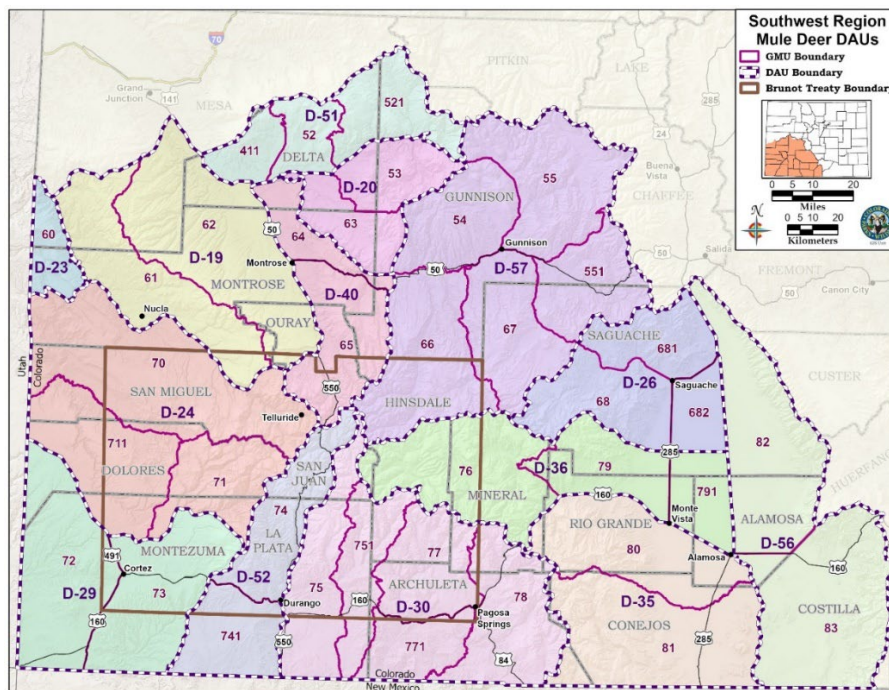 Southwest Region
Mule Deer DAUs
GMU Boundary
DAU Boundary
Brunot Treaty Boundary
0 5 10 20
Miles
0 5 10 20
Kilometers
N
70
PITKIN
LAKE
Grand
Junction
141
MESA
285
24
D-51
521
52
411
DELTA
53
Buena
Vista
CHAFFEE
55
D-20
GUNNISON
60
62
54
50
64
63
Salida
D-23
D-19
Gunnison
Montrose
50
551
FREMONT
50
Canon City
61
MONTROSE
D-40
D-57
Nucla
OURAY
67
SAGUACHE
65
66
681
Utah
Colorado
70
CUSTER
SAN MIGUEL
550
D-26
Saguache
HINSDALE
68
682
D-24
Telluride
82
711
SAN
JUAN
285
DOLORES
71
76
D-36
79
HUERFANO
MINERAL
160
791
74
Monte
Vista
ALAMOSA
RIO GRANDE
72
MONTEZUMA
LA
PLATA
751
77
80
D-56
491
Alamosa
160
Cortez
D-52
ARCHULETA
78
D-29
73
75
160
D-30
D-35
COSTILLA
Durango
Pagosa
Springs
CONEJOS
83
160
741
550
285
771
84
81
Colorado
New Mexico